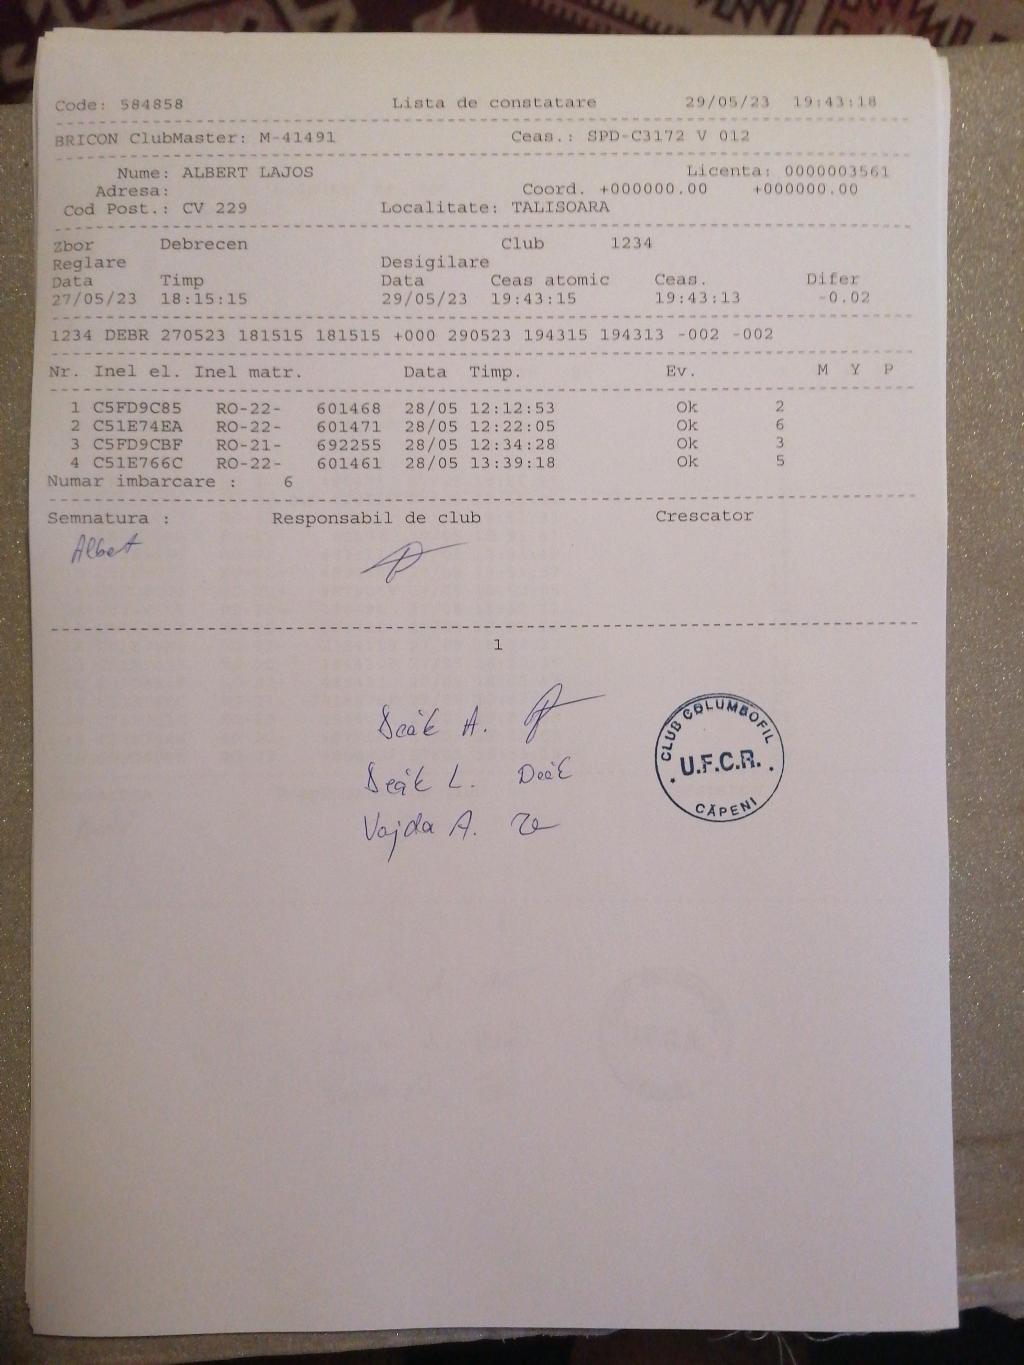 Code: 584858 Lista de constatare 29/05/23 19:43:18
BRICON ClubMaster: M-41491 Ceas.: SPD-C3172 V 012
Nume: ALBERT LAJOS Licenta: 0000003561
Adresa: Coord. +000000.00 +000000.00
Cod Post.: CV 229 Localitate: TALISOARA
Zbor Debrecen Club 1234
Reglare Desigilare
Data Timp Data Ceas atomic Ceas. Difer
27/05/23 18:15:15 29/05/23 19:43:15 19:43:13 -0.02
1234 DEBR 270523 181515 181515 +000 290523 194315 194313 -002 -002
Nr. Inel el. Inel matr. Data Timp. Ev. M Y P
1 C5FD9C85 RO-22- 601468 28/05 12:12:53 Ok 2
2 C51E74EA RO-22- 601471 28/05 12:22:05 Ok 6
3 C5FD9CBF RO-21- 692255 28/05 12:34:28 Ok 3
4 C51E766C RO-22- 601461 28/05 13:39:18 Ok 5
Numar imbarcare : 6
Semnatura : Responsabil de club Crescator
Albert
1
Deák A.
Deák L. Deák
Vajda A.
CLUB COLUMBOFIL
U.F.C.R.
CĂPENI